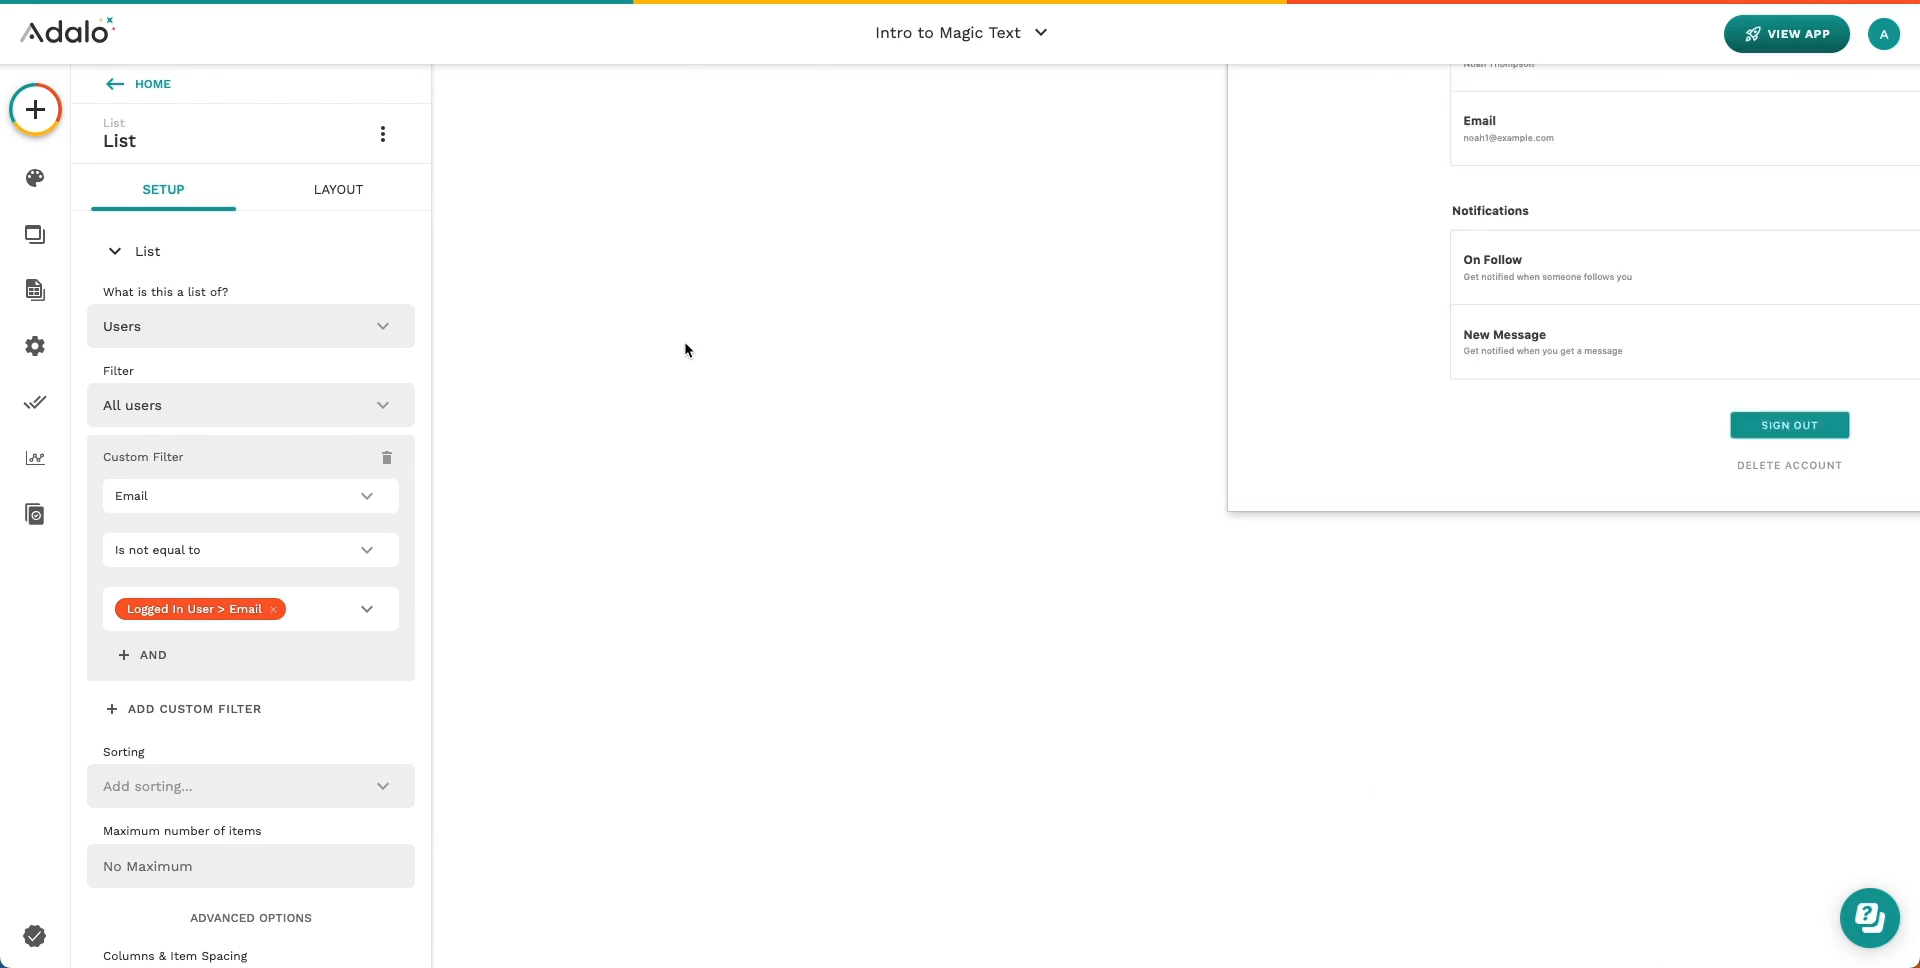 Adalo
Intro to Magic Text
VIEW APP
A
HOME
List
List
SETUP
LAYOUT
List
What is this a list of?
Users
Filter
All users
Custom Filter
Email
Is not equal to
Logged In User > Email ×
+ AND
+ ADD CUSTOM FILTER
Sorting
Add sorting...
Maximum number of items
No Maximum
ADVANCED OPTIONS
Columns & Item Spacing
Noah Thompson
Email
noah1@example.com
Notifications
On Follow
Get notified when someone follows you
New Message
Get notified when you get a message
SIGN OUT
DELETE ACCOUNT
?